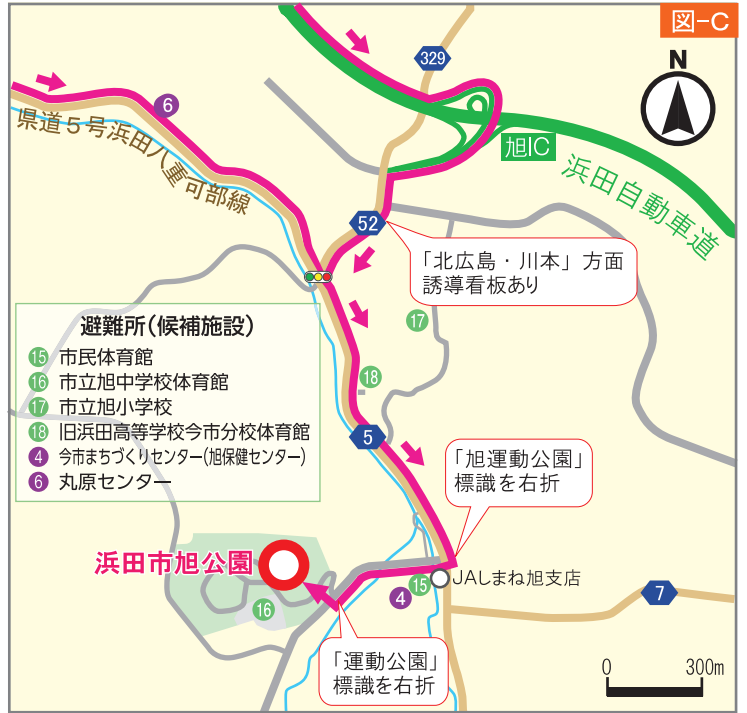 図-C
N
329
6
県道5号浜田八重可部線
旭IC
浜田自動車道
52
「北広島・川本」方面
誘導看板あり
避難所(候補施設)
15 市民体育館
16 市立旭中学校体育館
17 市立旭小学校
18 旧浜田高等学校今市分校体育館
4 今市まちづくりセンター(旭保健センター)
6 丸原センター
17
18
5
「旭運動公園」
標識を右折
浜田市旭公園
15
JAしまね旭支店
4
16
7
「運動公園」
標識を右折
0 300m